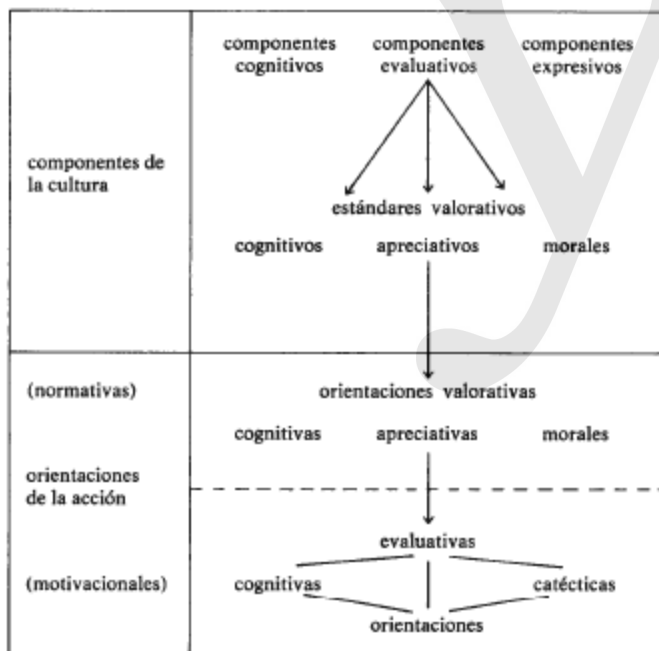 componentes cognitivos
componentes evaluativos
componentes expresivos
componentes de
la cultura
estándares valorativos
cognitivos apreciativos morales
(normativas) orientaciones valorativas
cognitivas apreciativas morales
orientaciones
de la acción
evaluativas
(motivacionales) cognitivas catécticas
orientaciones